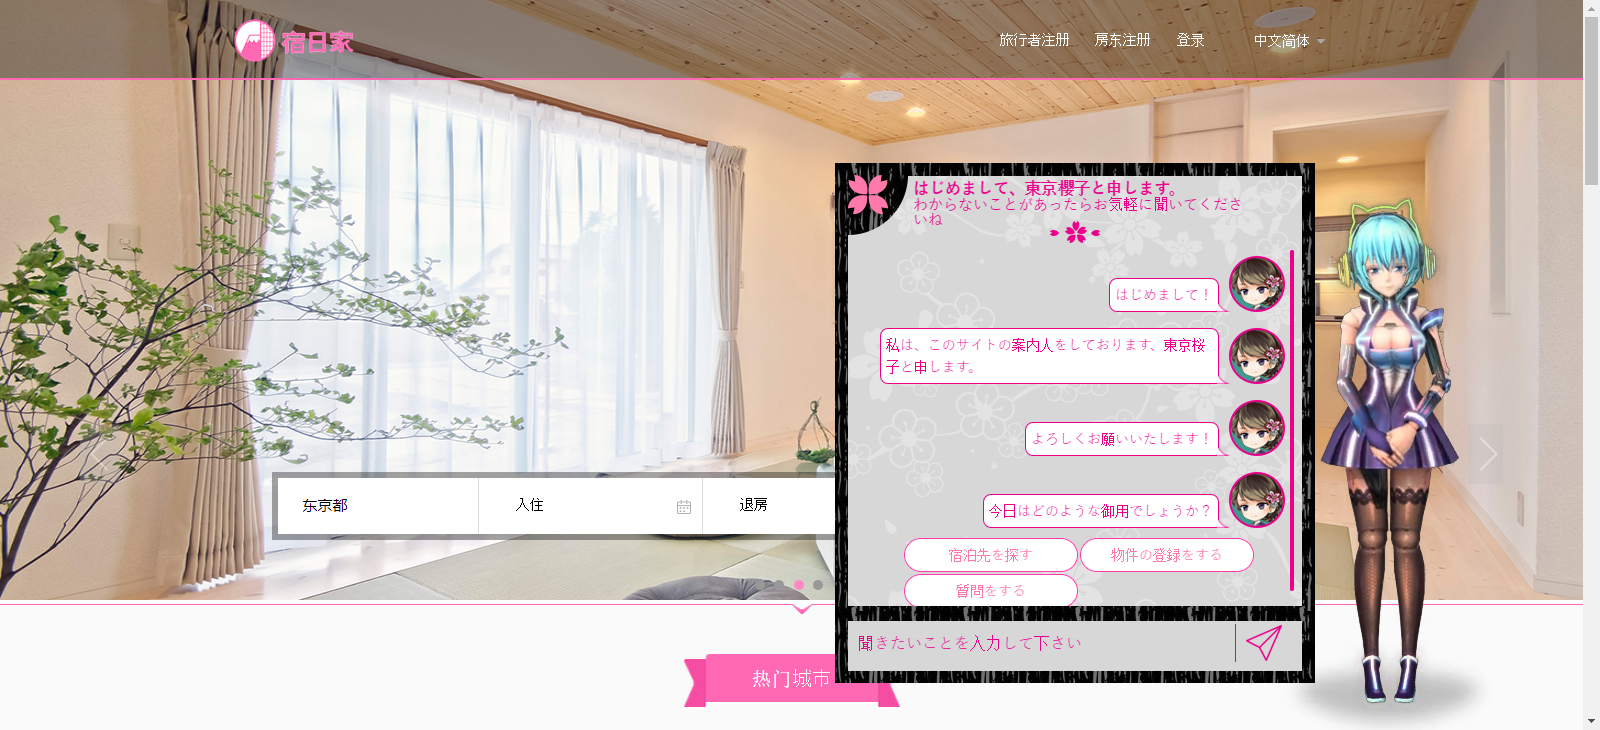 宿日家
旅行者注册 房东注册 登录 中文简体
はじめまして、東京櫻子と申します。
わからないことがあったらお気軽に聞いてくださ
いね
はじめまして！
私は、このサイトの案内人をしております、東京桜
子と申します。
よろしくお願いいたします！
今日はどのような御用でしょうか？
宿泊先を探す 物件の登録をする
質問をする
聞きたいことを入力して下さい
东京都 入住 退房
热门城市